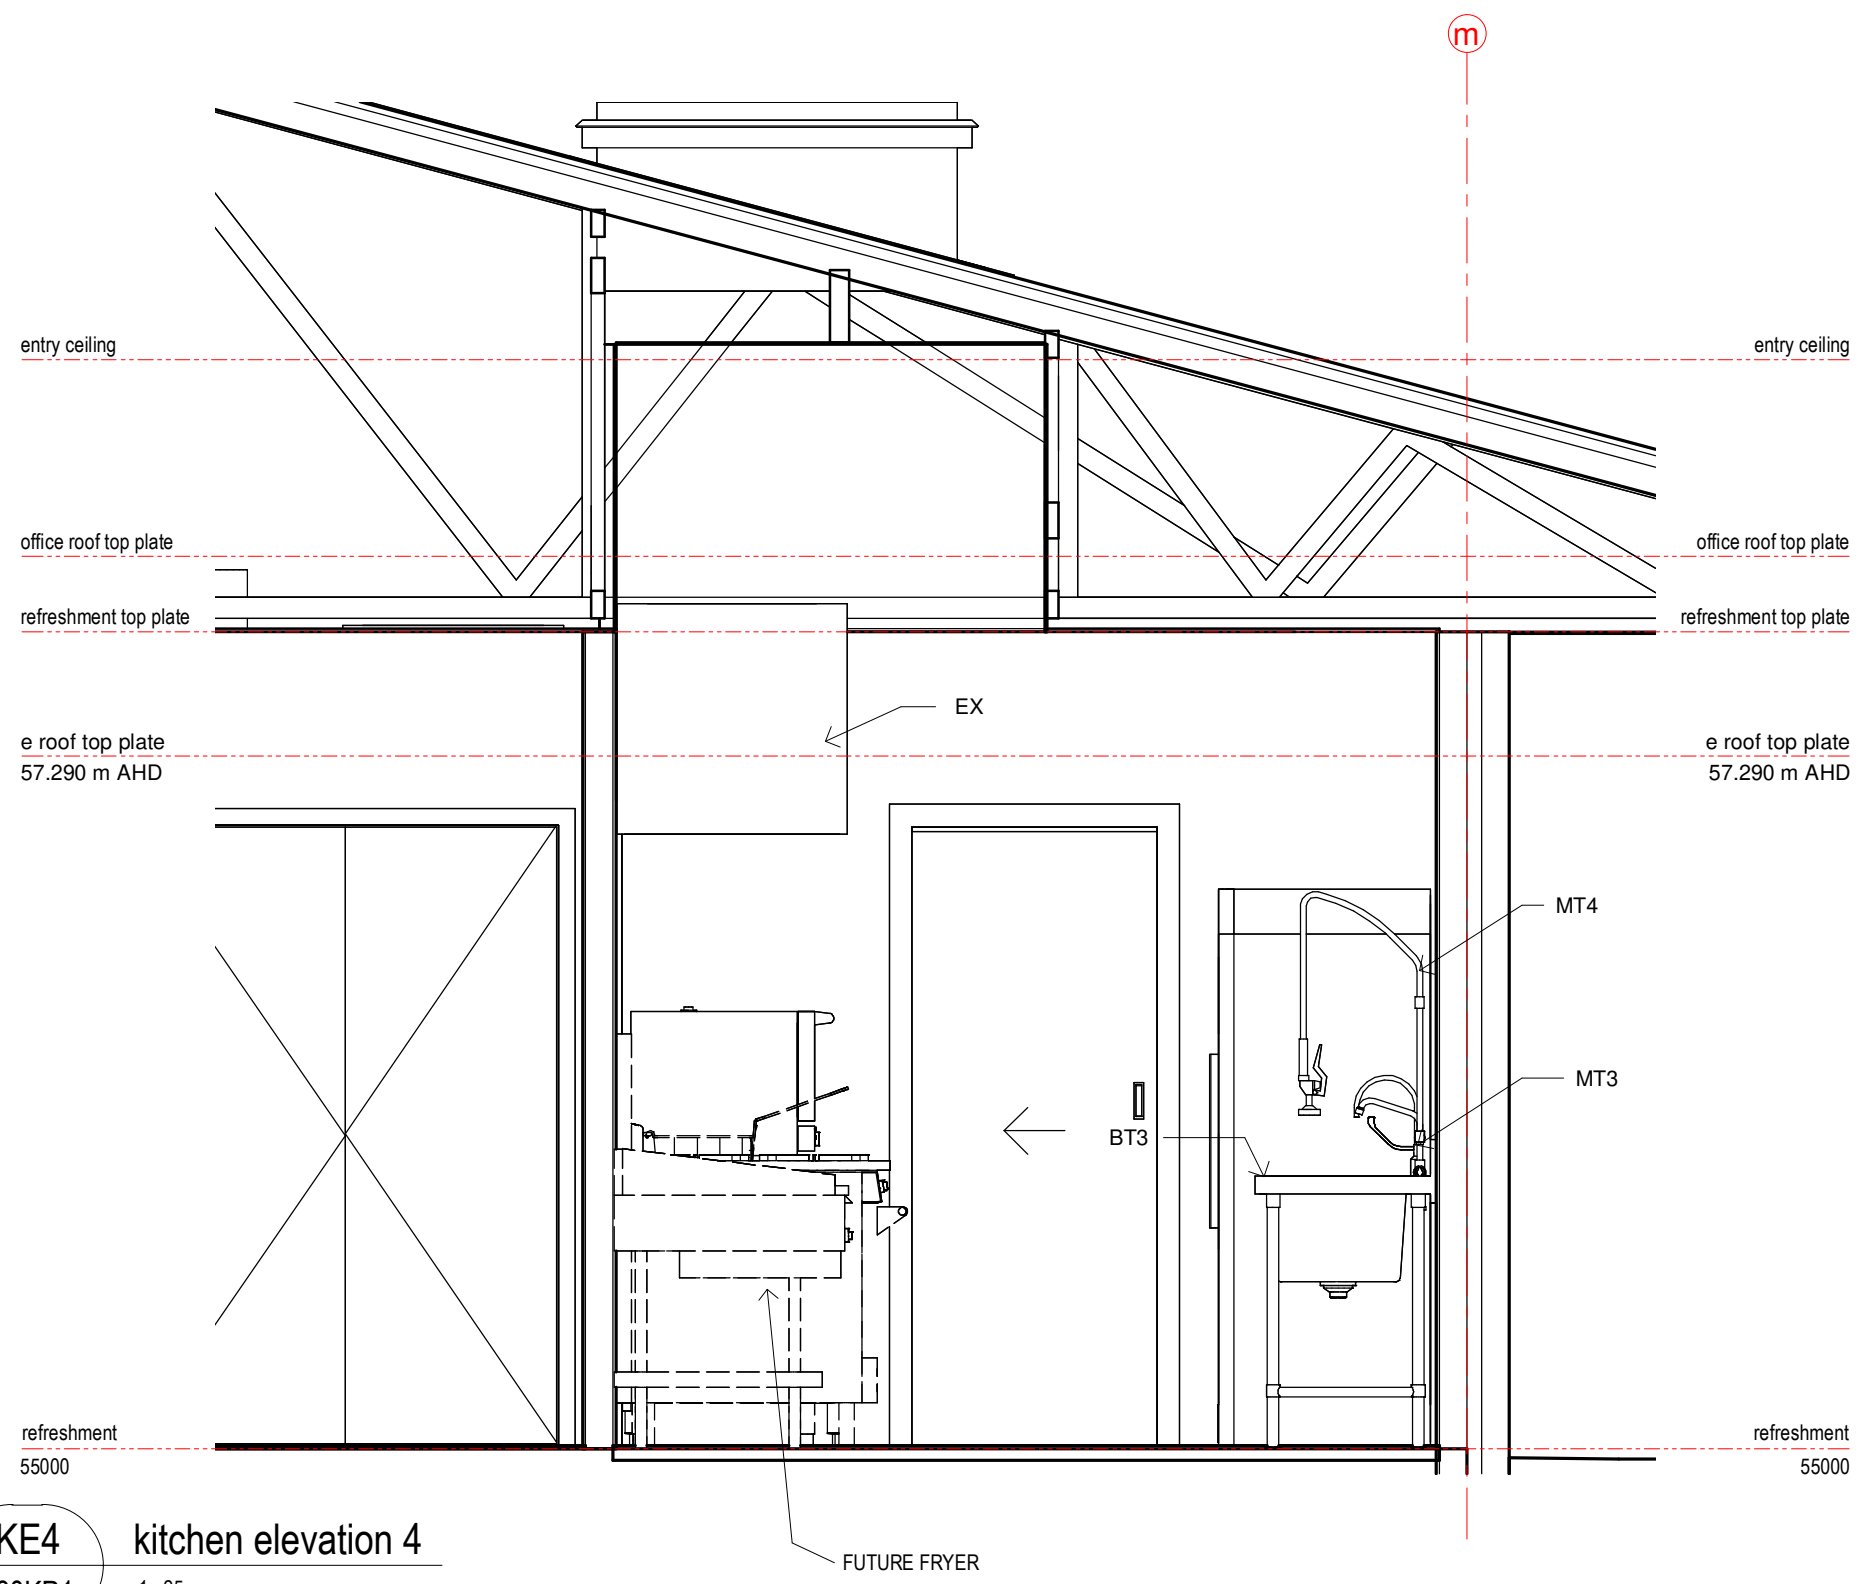 m
entry ceiling
entry ceiling
office roof top plate
office roof top plate
refreshment top plate
refreshment top plate
EX
e roof top plate
57.290 m AHD
e roof top plate
57.290 m AHD
MT4
MT3
BT3
refreshment
55000
refreshment
55000
KE4
kitchen elevation 4
FUTURE FRYER